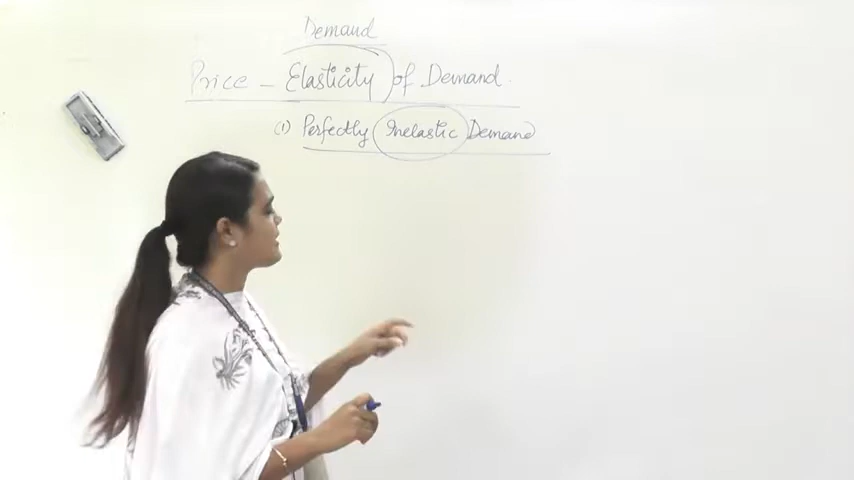 Demand
Price - Elasticity of Demand.
(1) Perfectly Inelastic Demand